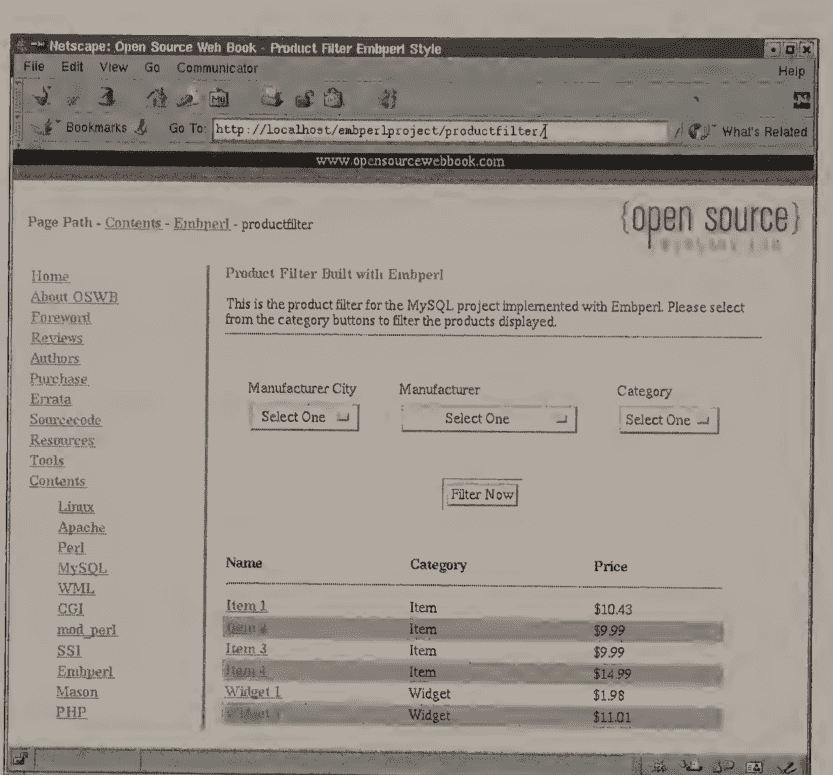 Netscape: Open Source Web Book - Product Filter Embperl Style
File Edit View Go Communicator Help
Bookmarks Go To: http://localhost/embperlproject/productfilter/ What's Related
www.opensourcewebbook.com
Page Path - Contents - Embperl - productfilter
{open source}
Home
About OSWB
Foreword
Reviews
Authors
Purchase
Errata
Sourcecode
Resources
Tools
Contents
Linux
Apache
Perl
MySQL
WML
CGI
mod_perl
SSI
Embperl
Mason
PHP
Product Filter Built with Embperl
This is the product filter for the MySQL project implemented with Embperl. Please select
from the category buttons to filter the products displayed.
Manufacturer City Manufacturer Category
Select One Select One Select One
Filter Now
Name Category Price
Item 1 Item $10.43
Item $9.99
Item 3 Item $9.99
Item 4 Item $14.99
Widget 1 Widget $1.98
Widget Widget $11.01